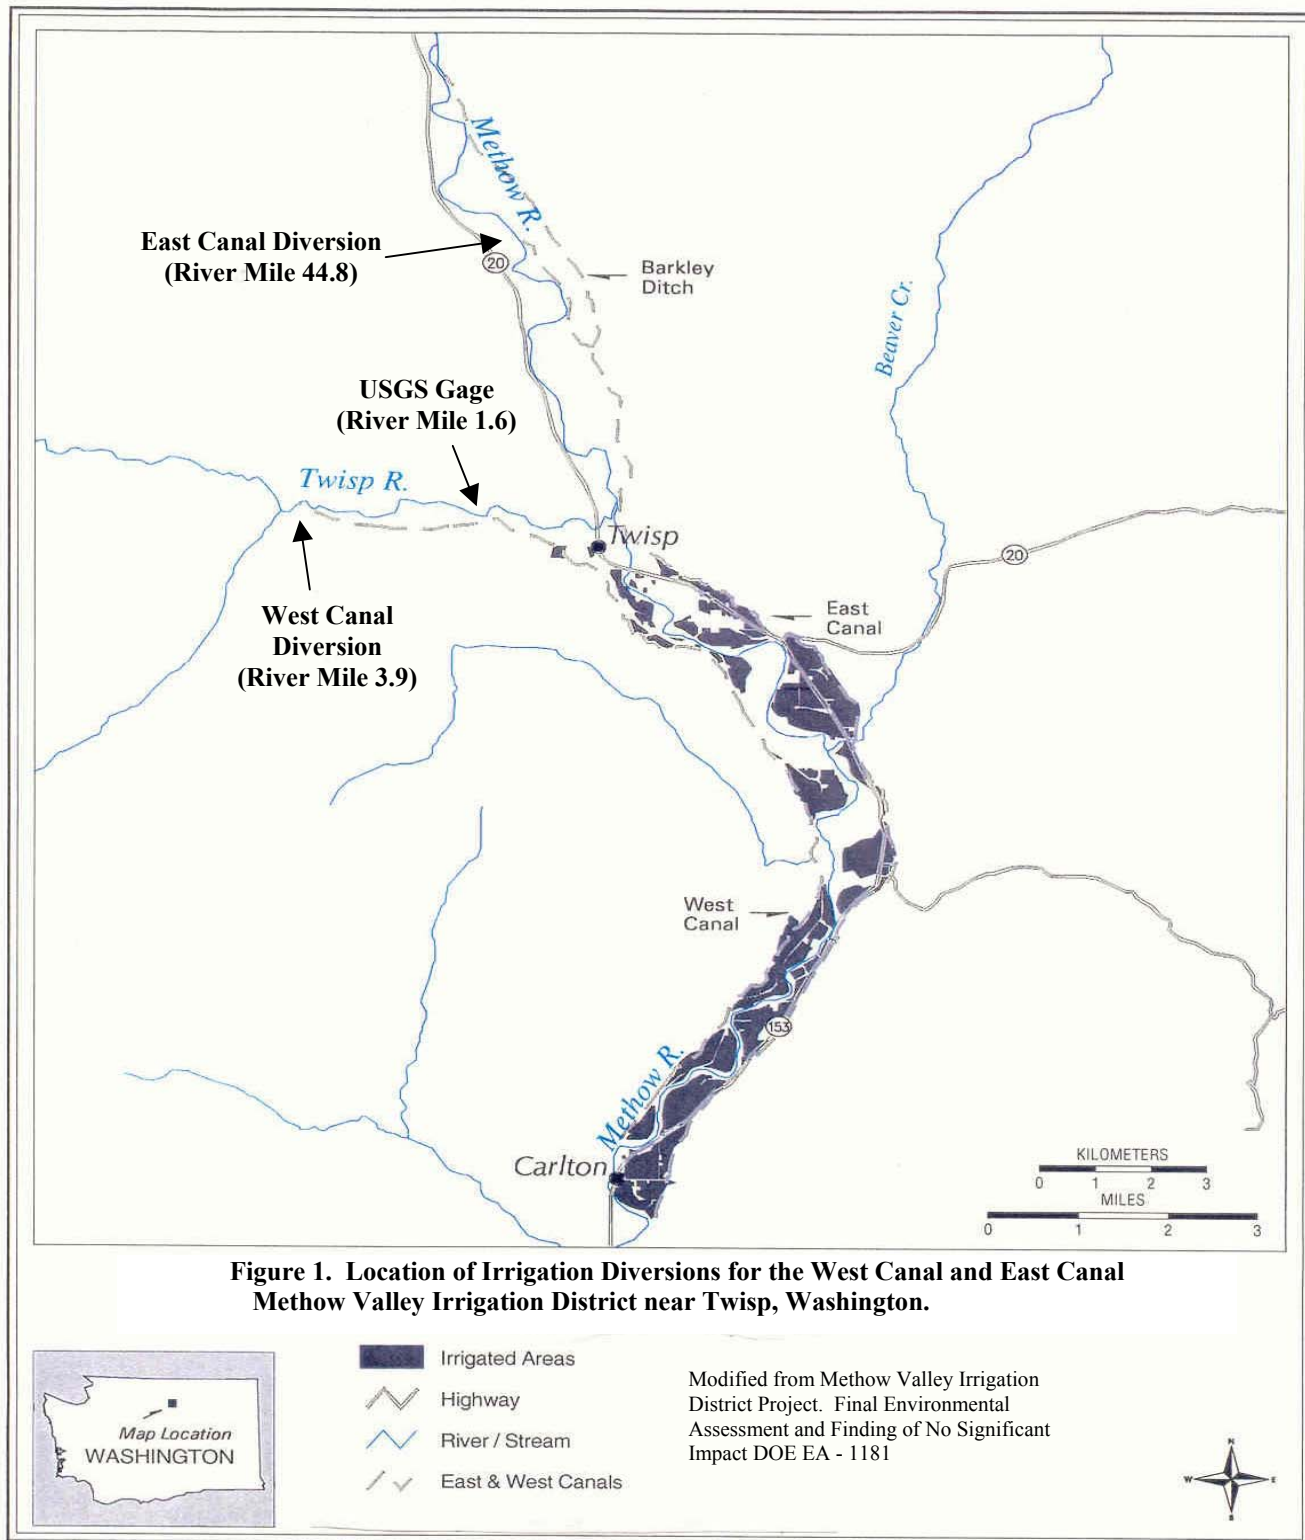 Methow R.
East Canal Diversion
(River Mile 44.8)
20
Barkley
Ditch
Beaver Cr.
USGS Gage
(River Mile 1.6)
Twisp R.
Twisp
20
West Canal
Diversion
(River Mile 3.9)
East
Canal
West
Canal
153
Methow R.
Carlton
KILOMETERS
0 1 2 3
MILES
0 1 2 3
Figure 1. Location of Irrigation Diversions for the West Canal and East Canal
Methow Valley Irrigation District near Twisp, Washington.
Map Location
WASHINGTON
Irrigated Areas
Highway
River / Stream
East & West Canals
Modified from Methow Valley Irrigation
District Project. Final Environmental
Assessment and Finding of No Significant
Impact DOE EA - 1181
N
W E
S